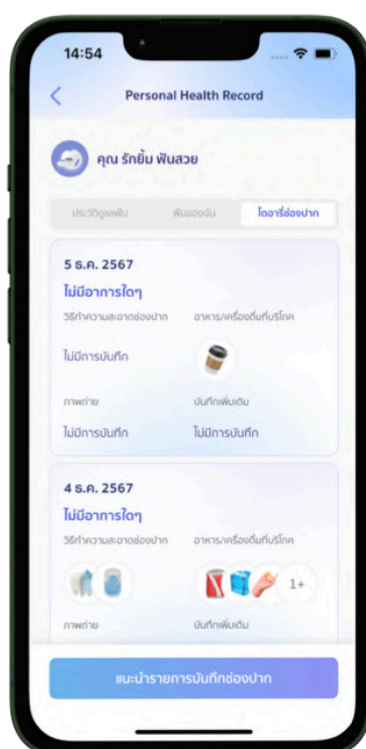 14:54
Personal Health Record
คุณ รักยิ้ม ฟันสวย
ประวัติดูแลฟัน ฟันของฉัน ไดอารี่ช่องปาก
5 ธ.ค. 2567
ไม่มีอาการใดๆ
วิธีทำความสะอาดช่องปาก อาหาร/เครื่องดื่มที่บริโภค
ไม่มีการบันทึก
ภาพถ่าย บันทึกเพิ่มเติม
ไม่มีการบันทึก ไม่มีการบันทึก
4 ธ.ค. 2567
ไม่มีอาการใดๆ
วิธีทำความสะอาดช่องปาก อาหาร/เครื่องดื่มที่บริโภค
1+
ภาพถ่าย บันทึกเพิ่มเติม
แนะนำรายการบันทึกช่องปาก